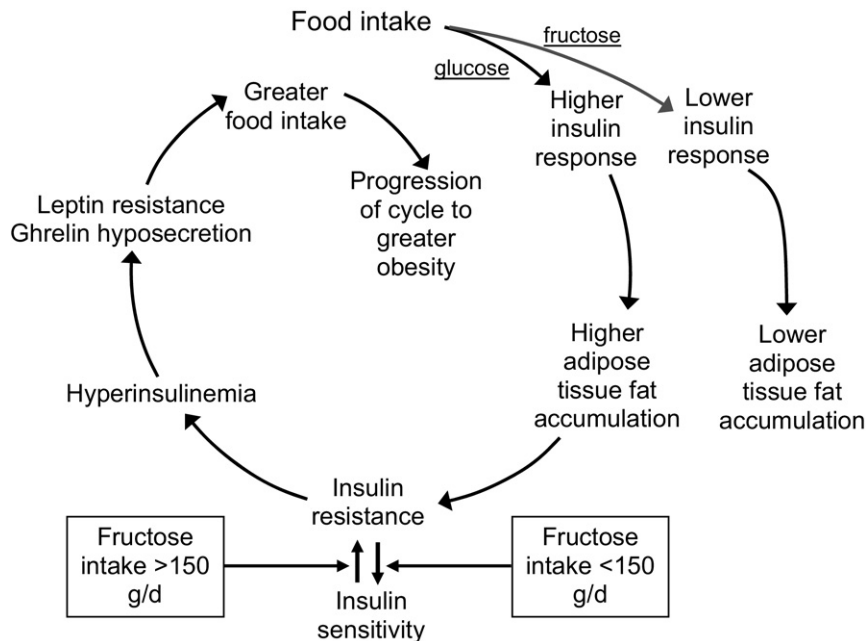 Food intake
fructose
glucose
Higher
insulin
response
Lower
insulin
response
Greater
food intake
Progression
of cycle to
greater
obesity
Leptin resistance
Ghrelin hyposecretion
Higher
adipose
tissue fat
accumulation
Lower
adipose
tissue fat
accumulation
Hyperinsulinemia
Insulin
resistance
Fructose
intake >150
g/d
Fructose
intake <150
g/d
Insulin
sensitivity